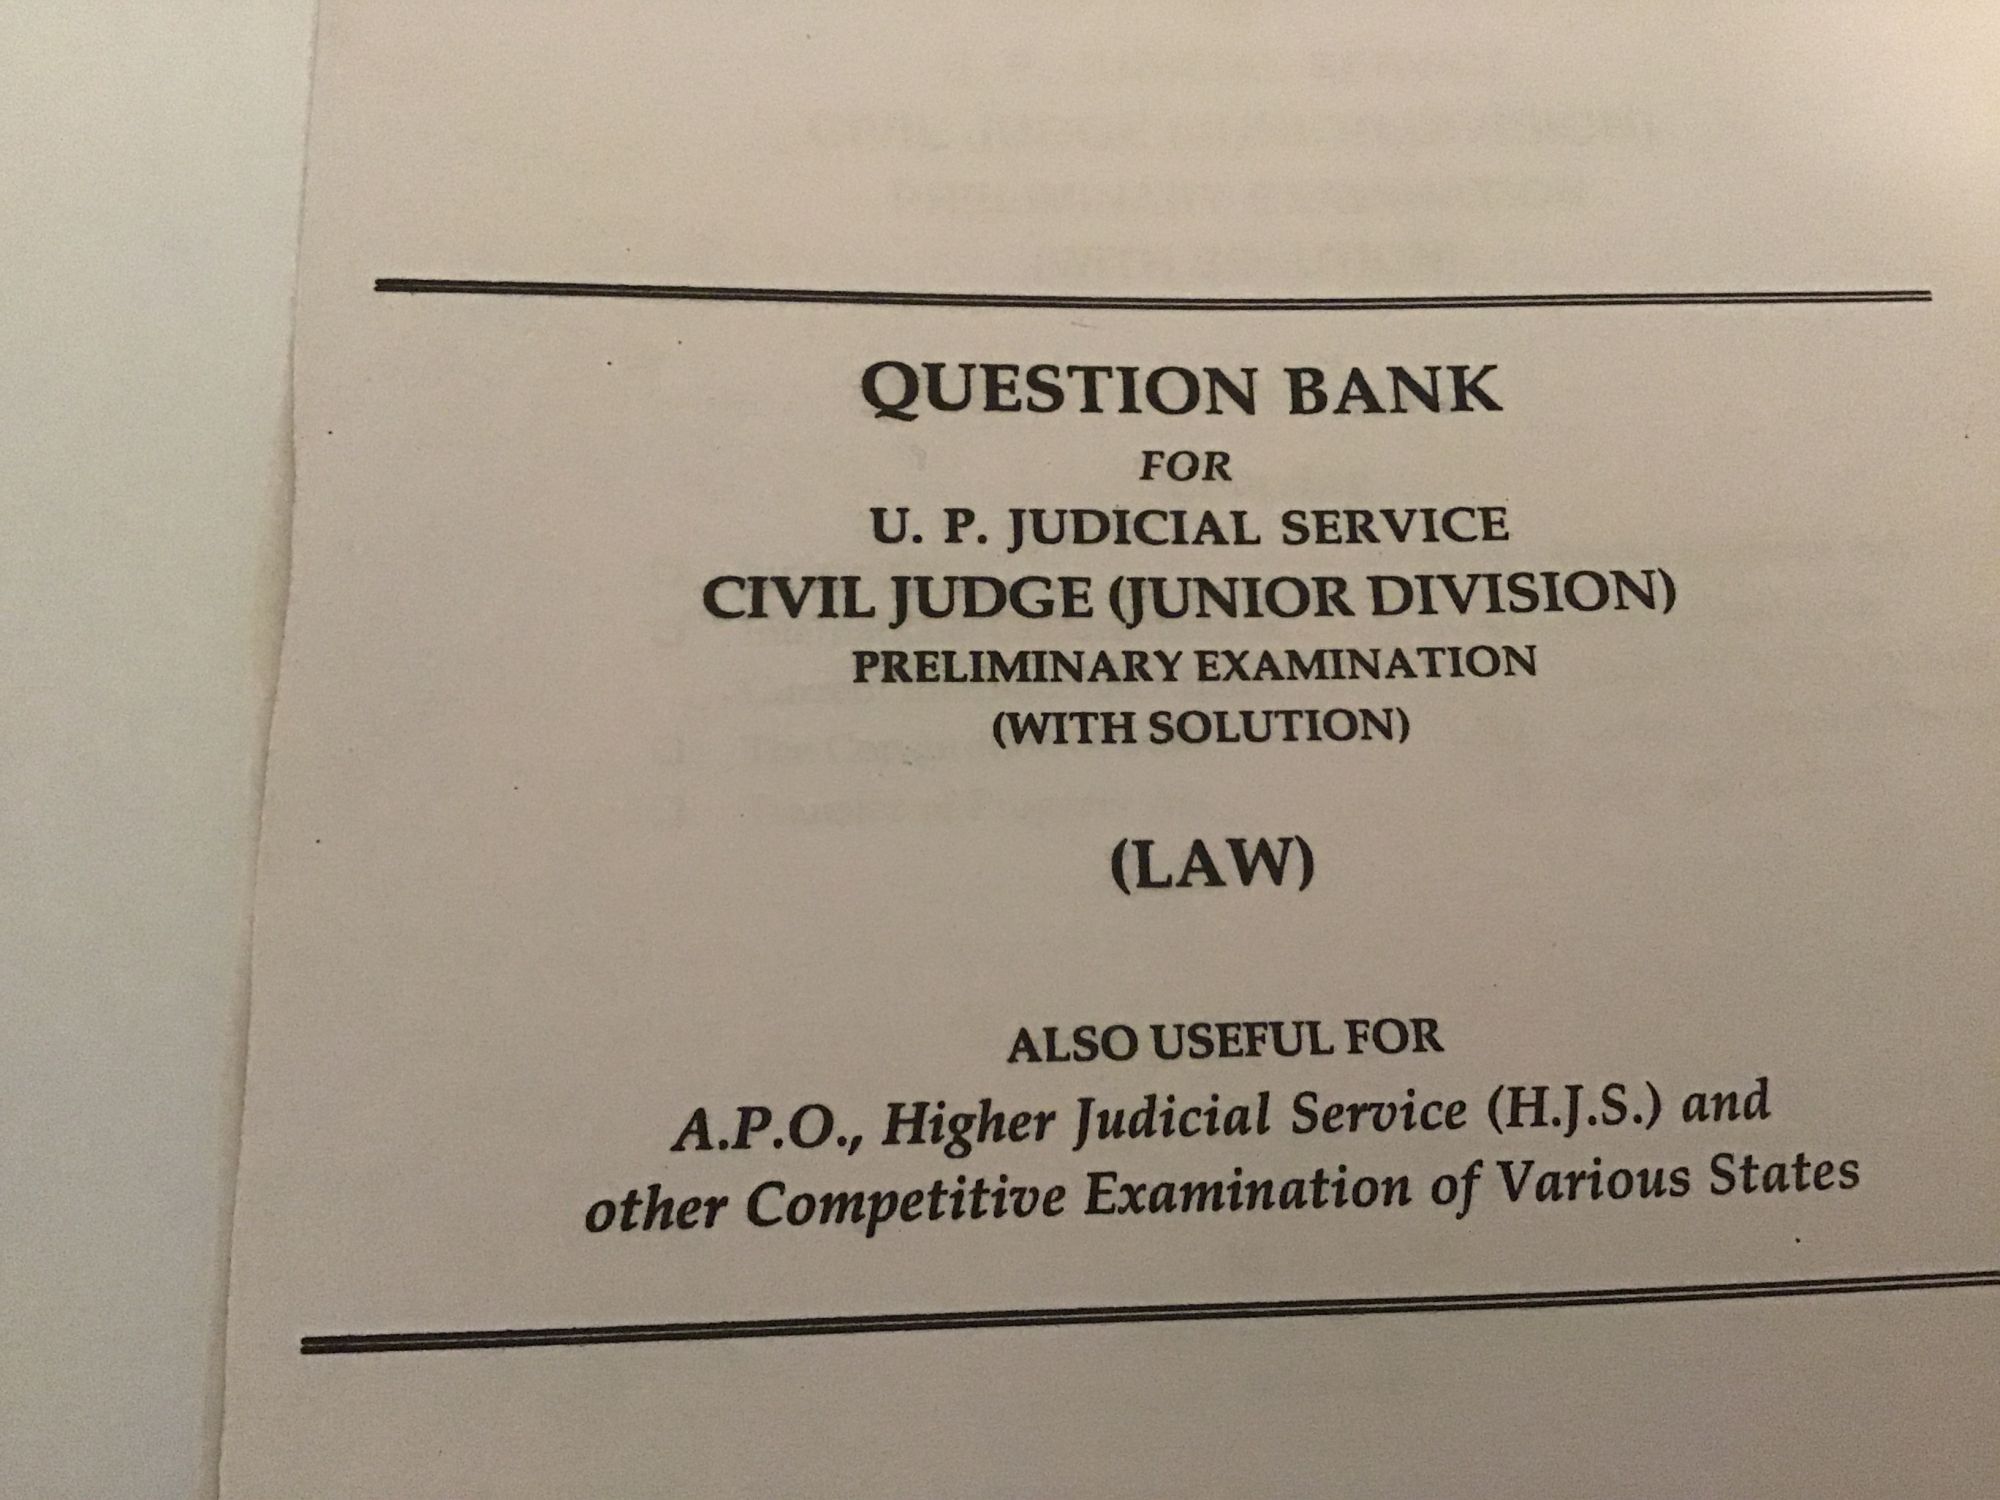 QUESTION BANK
FOR
U. P. JUDICIAL SERVICE
CIVIL JUDGE (JUNIOR DIVISION)
PRELIMINARY EXAMINATION
(WITH SOLUTION)
(LAW)
ALSO USEFUL FOR
A.P.O., Higher Judicial Service (H.J.S.) and
other Competitive Examination of Various States